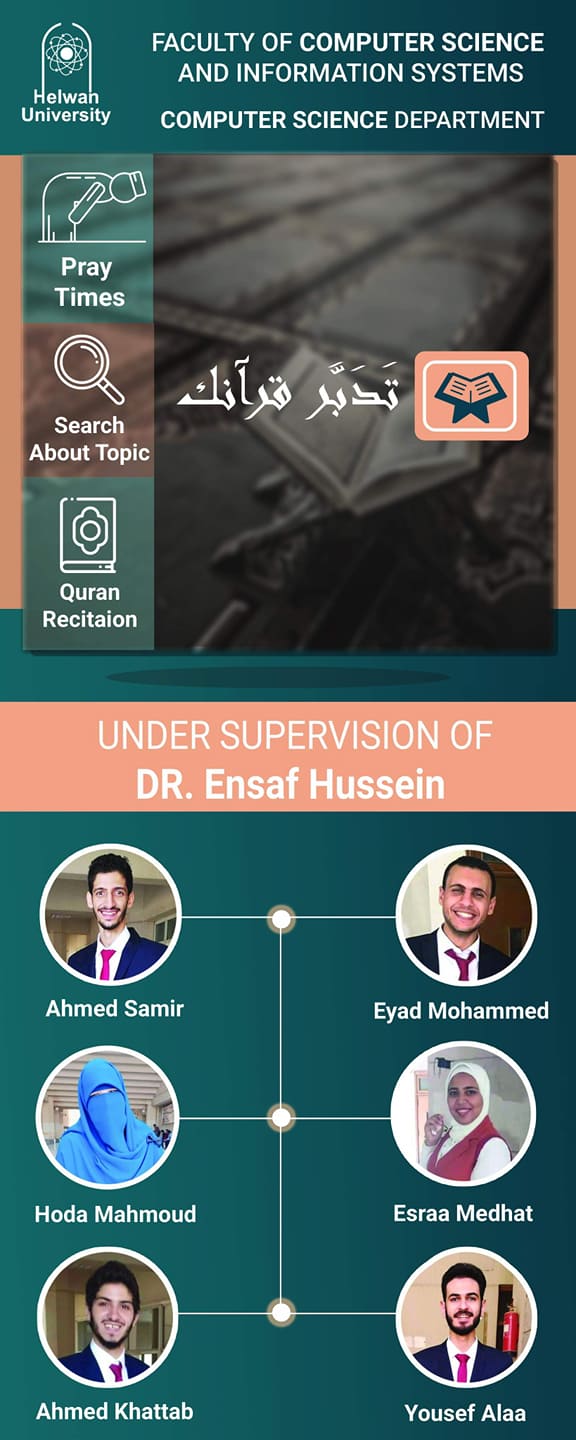 Helwan
University
FACULTY OF COMPUTER SCIENCE
AND INFORMATION SYSTEMS
COMPUTER SCIENCE DEPARTMENT
Pray
Times
Search
About Topic
Quran
Recitaion
تَدَبَّر قرآنك
UNDER SUPERVISION OF
DR. Ensaf Hussein
Ahmed Samir
Eyad Mohammed
Hoda Mahmoud
Esraa Medhat
Ahmed Khattab
Yousef Alaa